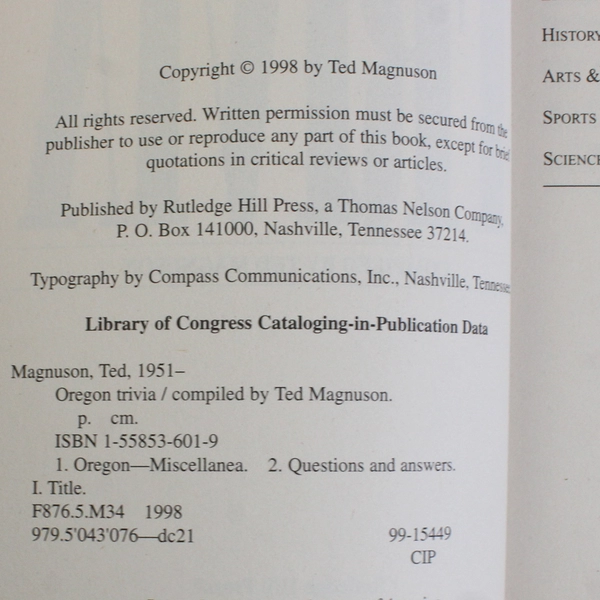 Copyright © 1998 by Ted Magnuson
All rights reserved. Written permission must be secured from the
publisher to use or reproduce any part of this book, except for brief
quotations in critical reviews or articles.
Published by Rutledge Hill Press, a Thomas Nelson Company,
P. O. Box 141000, Nashville, Tennessee 37214.
Typography by Compass Communications, Inc., Nashville, Tennessee
Library of Congress Cataloging-in-Publication Data
Magnuson, Ted, 1951–
Oregon trivia / compiled by Ted Magnuson.
p. cm.
ISBN 1-55853-601-9
1. Oregon—Miscellanea. 2. Questions and answers.
I. Title.
F876.5.M34 1998
979.5'043'076—dc21 99-15449
CIP
HISTORY
ARTS &
SPORTS
SCIENCE